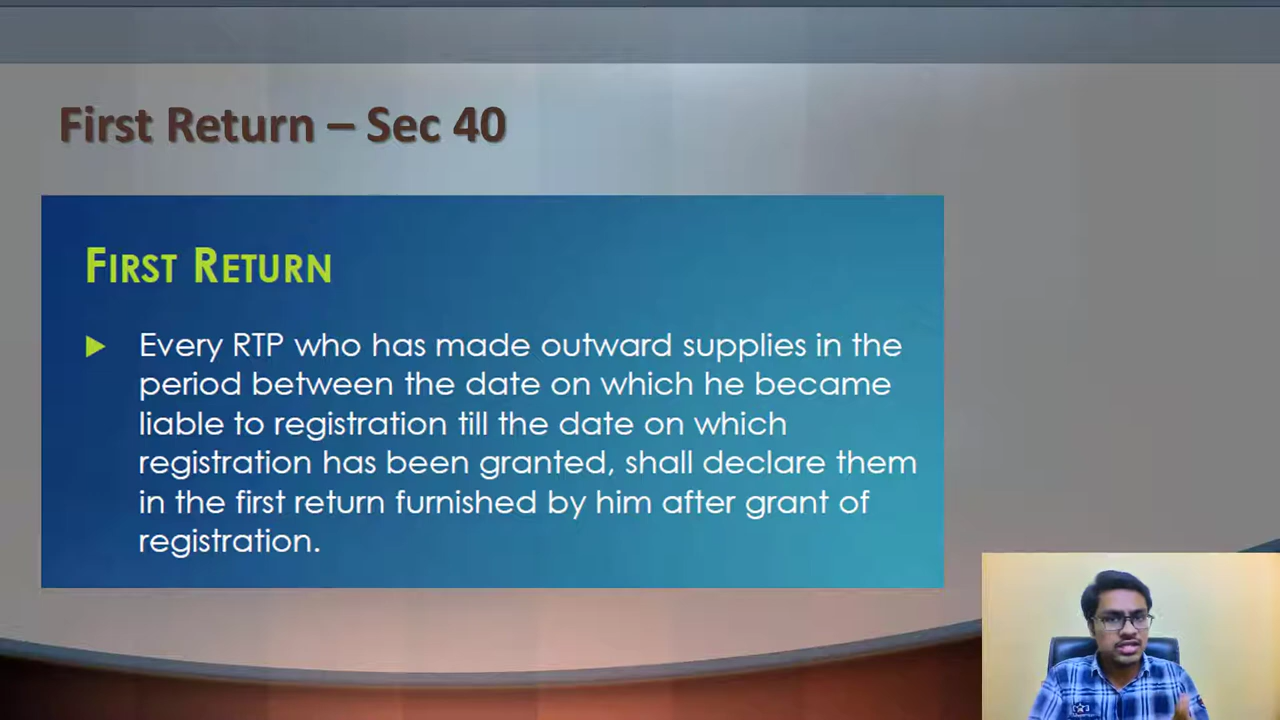 First Return – Sec 40
FIRST RETURN
Every RTP who has made outward supplies in the
period between the date on which he became
liable to registration till the date on which
registration has been granted, shall declare them
in the first return furnished by him after grant of
registration.